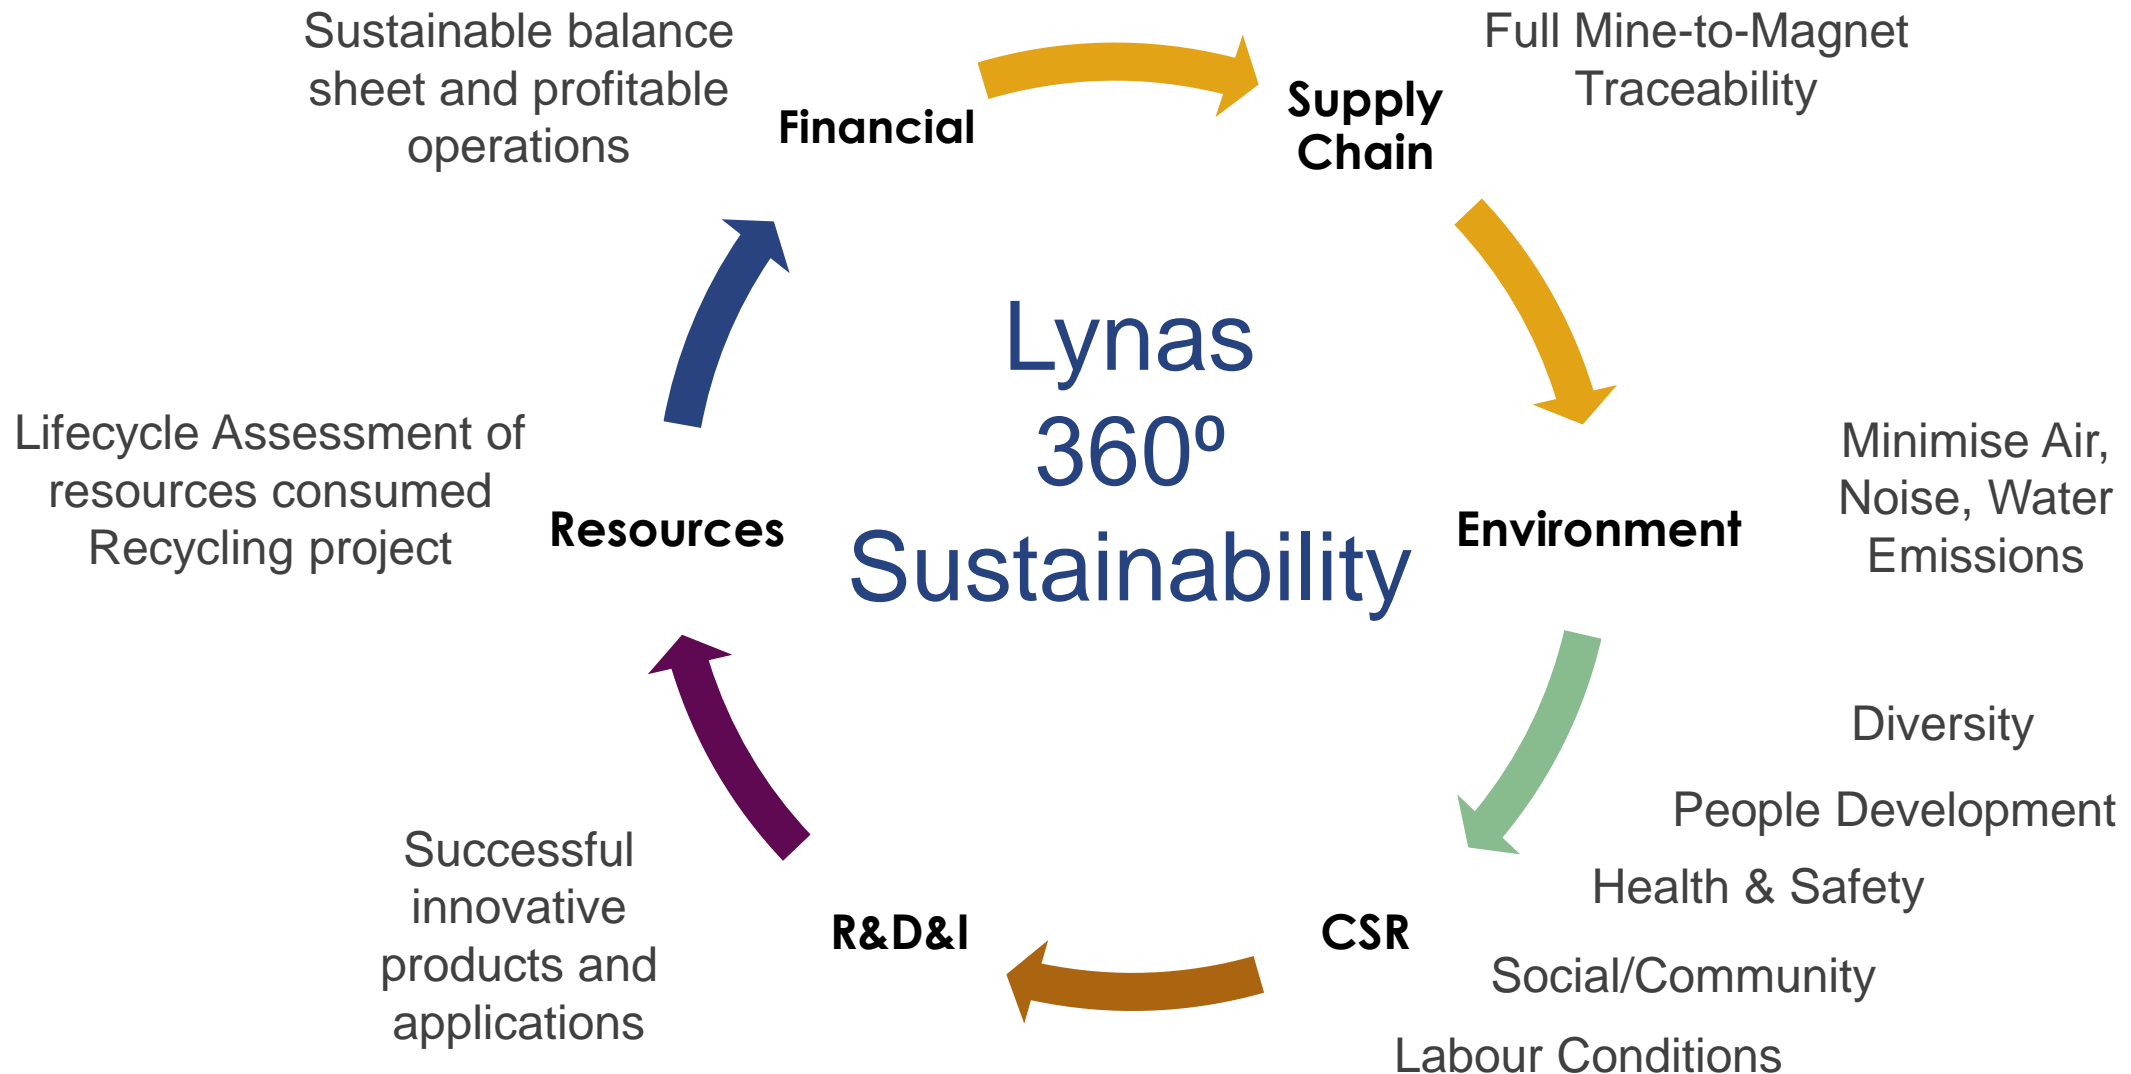 Sustainable balance
sheet and profitable
operations
Financial
Supply
Chain
Full Mine-to-Magnet
Traceability
Lynas
360º
Sustainability
Lifecycle Assessment of
resources consumed
Recycling project
Resources
Environment
Minimise Air,
Noise, Water
Emissions
Diversity
People Development
Health & Safety
Social/Community
Labour Conditions
CSR
R&D&I
Successful
innovative
products and
applications